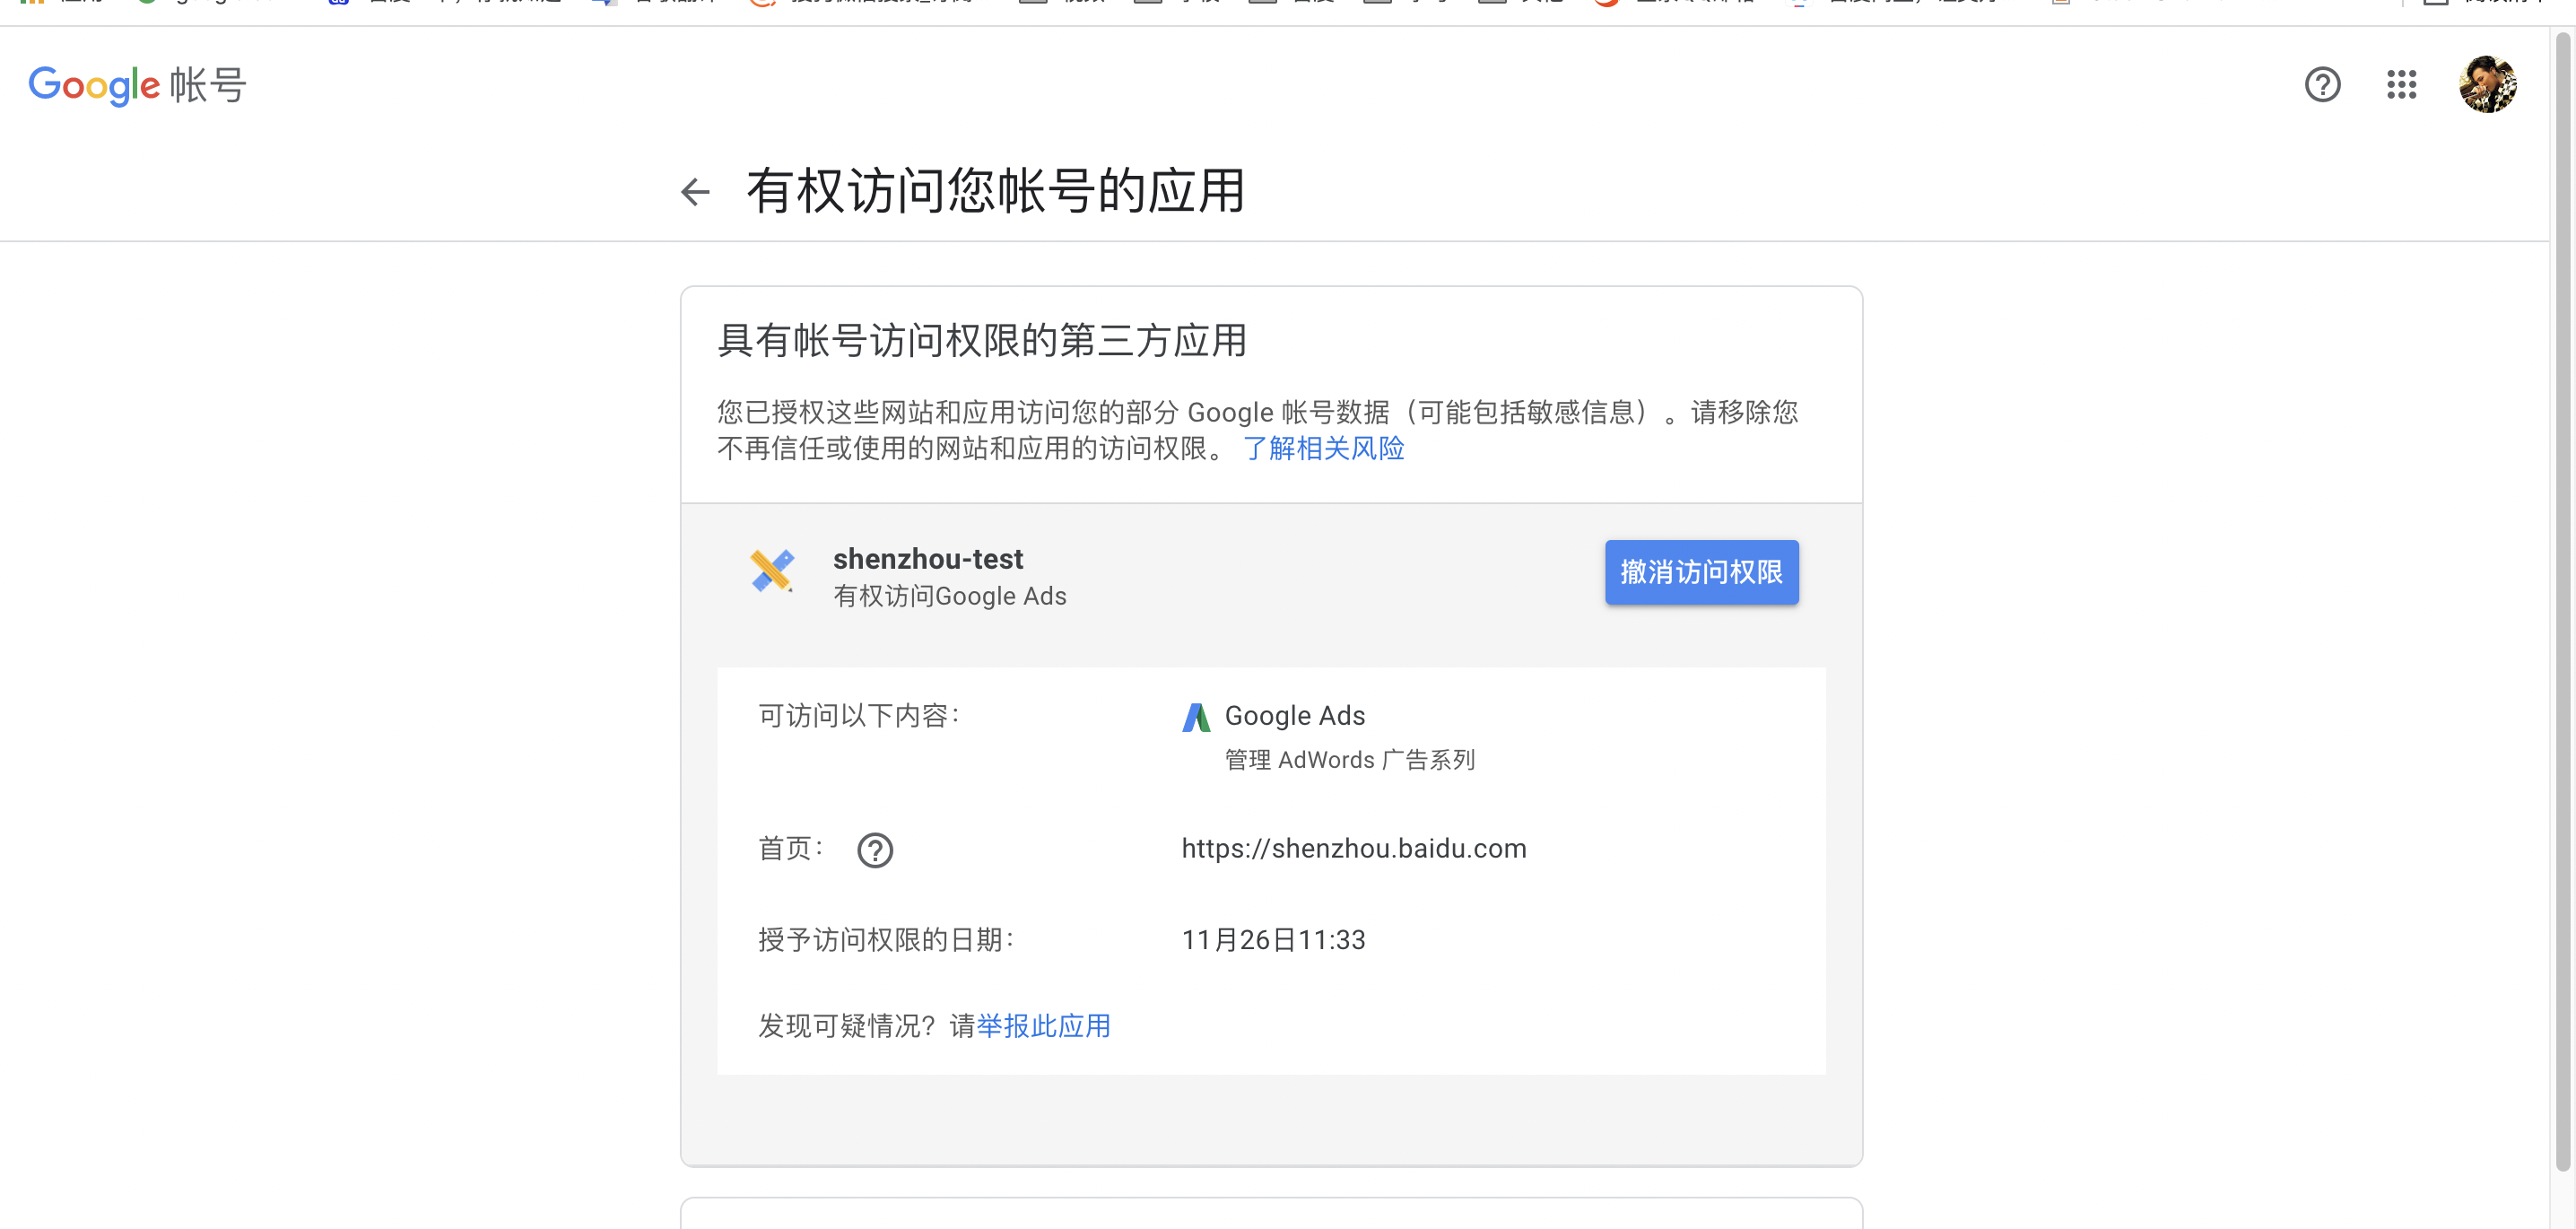 Google 帐号
有权访问您帐号的应用
具有帐号访问权限的第三方应用
您已授权这些网站和应用访问您的部分 Google 帐号数据（可能包括敏感信息）。请移除您
不再信任或使用的网站和应用的访问权限。 了解相关风险
shenzhou-test
有权访问Google Ads
撤消访问权限
可访问以下内容：
Google Ads
管理 AdWords 广告系列
首页：
https://shenzhou.baidu.com
授予访问权限的日期：
11月26日11:33
发现可疑情况？请举报此应用